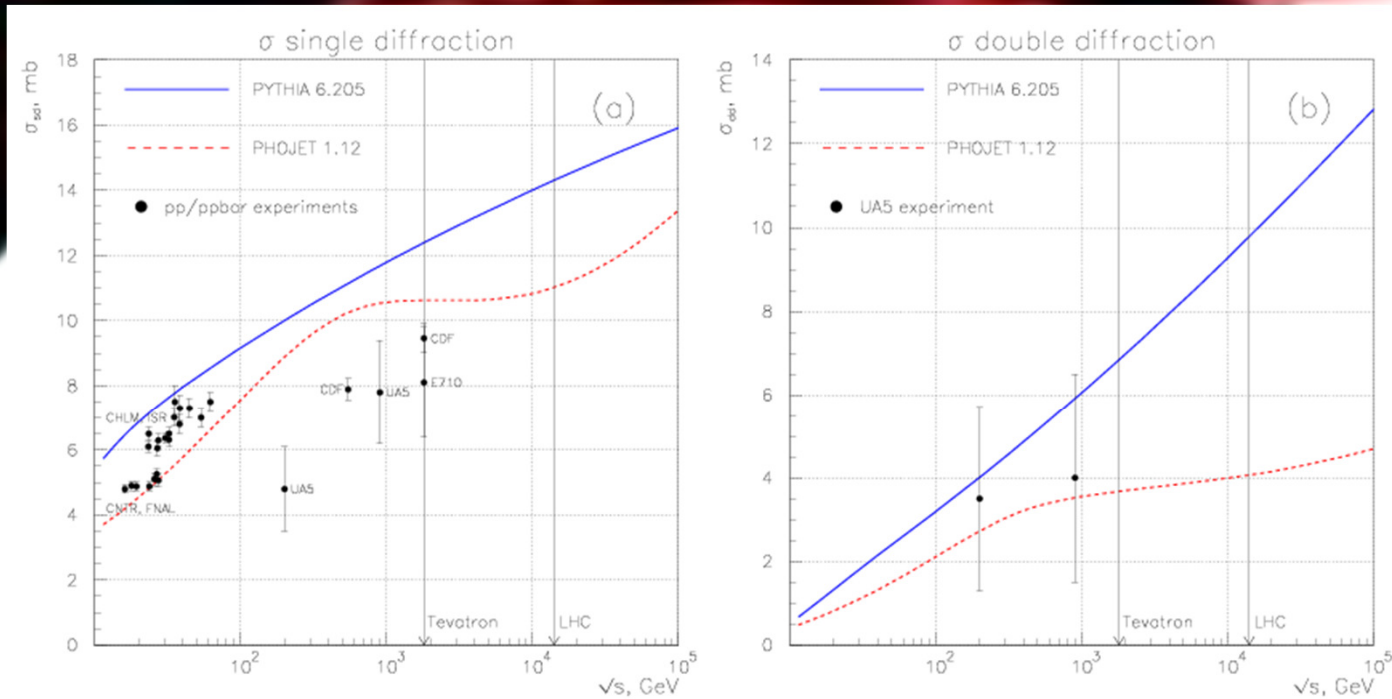 σ single diffraction
18
16
14
12
10
8
6
4
2
0
σsd, mb
PYTHIA 6.205
PHOJET 1.12
pp/ppbar experiments
(a)
CHLM, ISR
CNTR, FNAL
UA5
CDF
UA5
CDF
E710
Tevatron
LHC
10²
10³
10⁴
10⁵
√s, GeV
σ double diffraction
14
12
10
8
6
4
2
0
σdd, mb
PYTHIA 6.205
PHOJET 1.12
UA5 experiment
(b)
Tevatron
LHC
10²
10³
10⁴
10⁵
√s, GeV